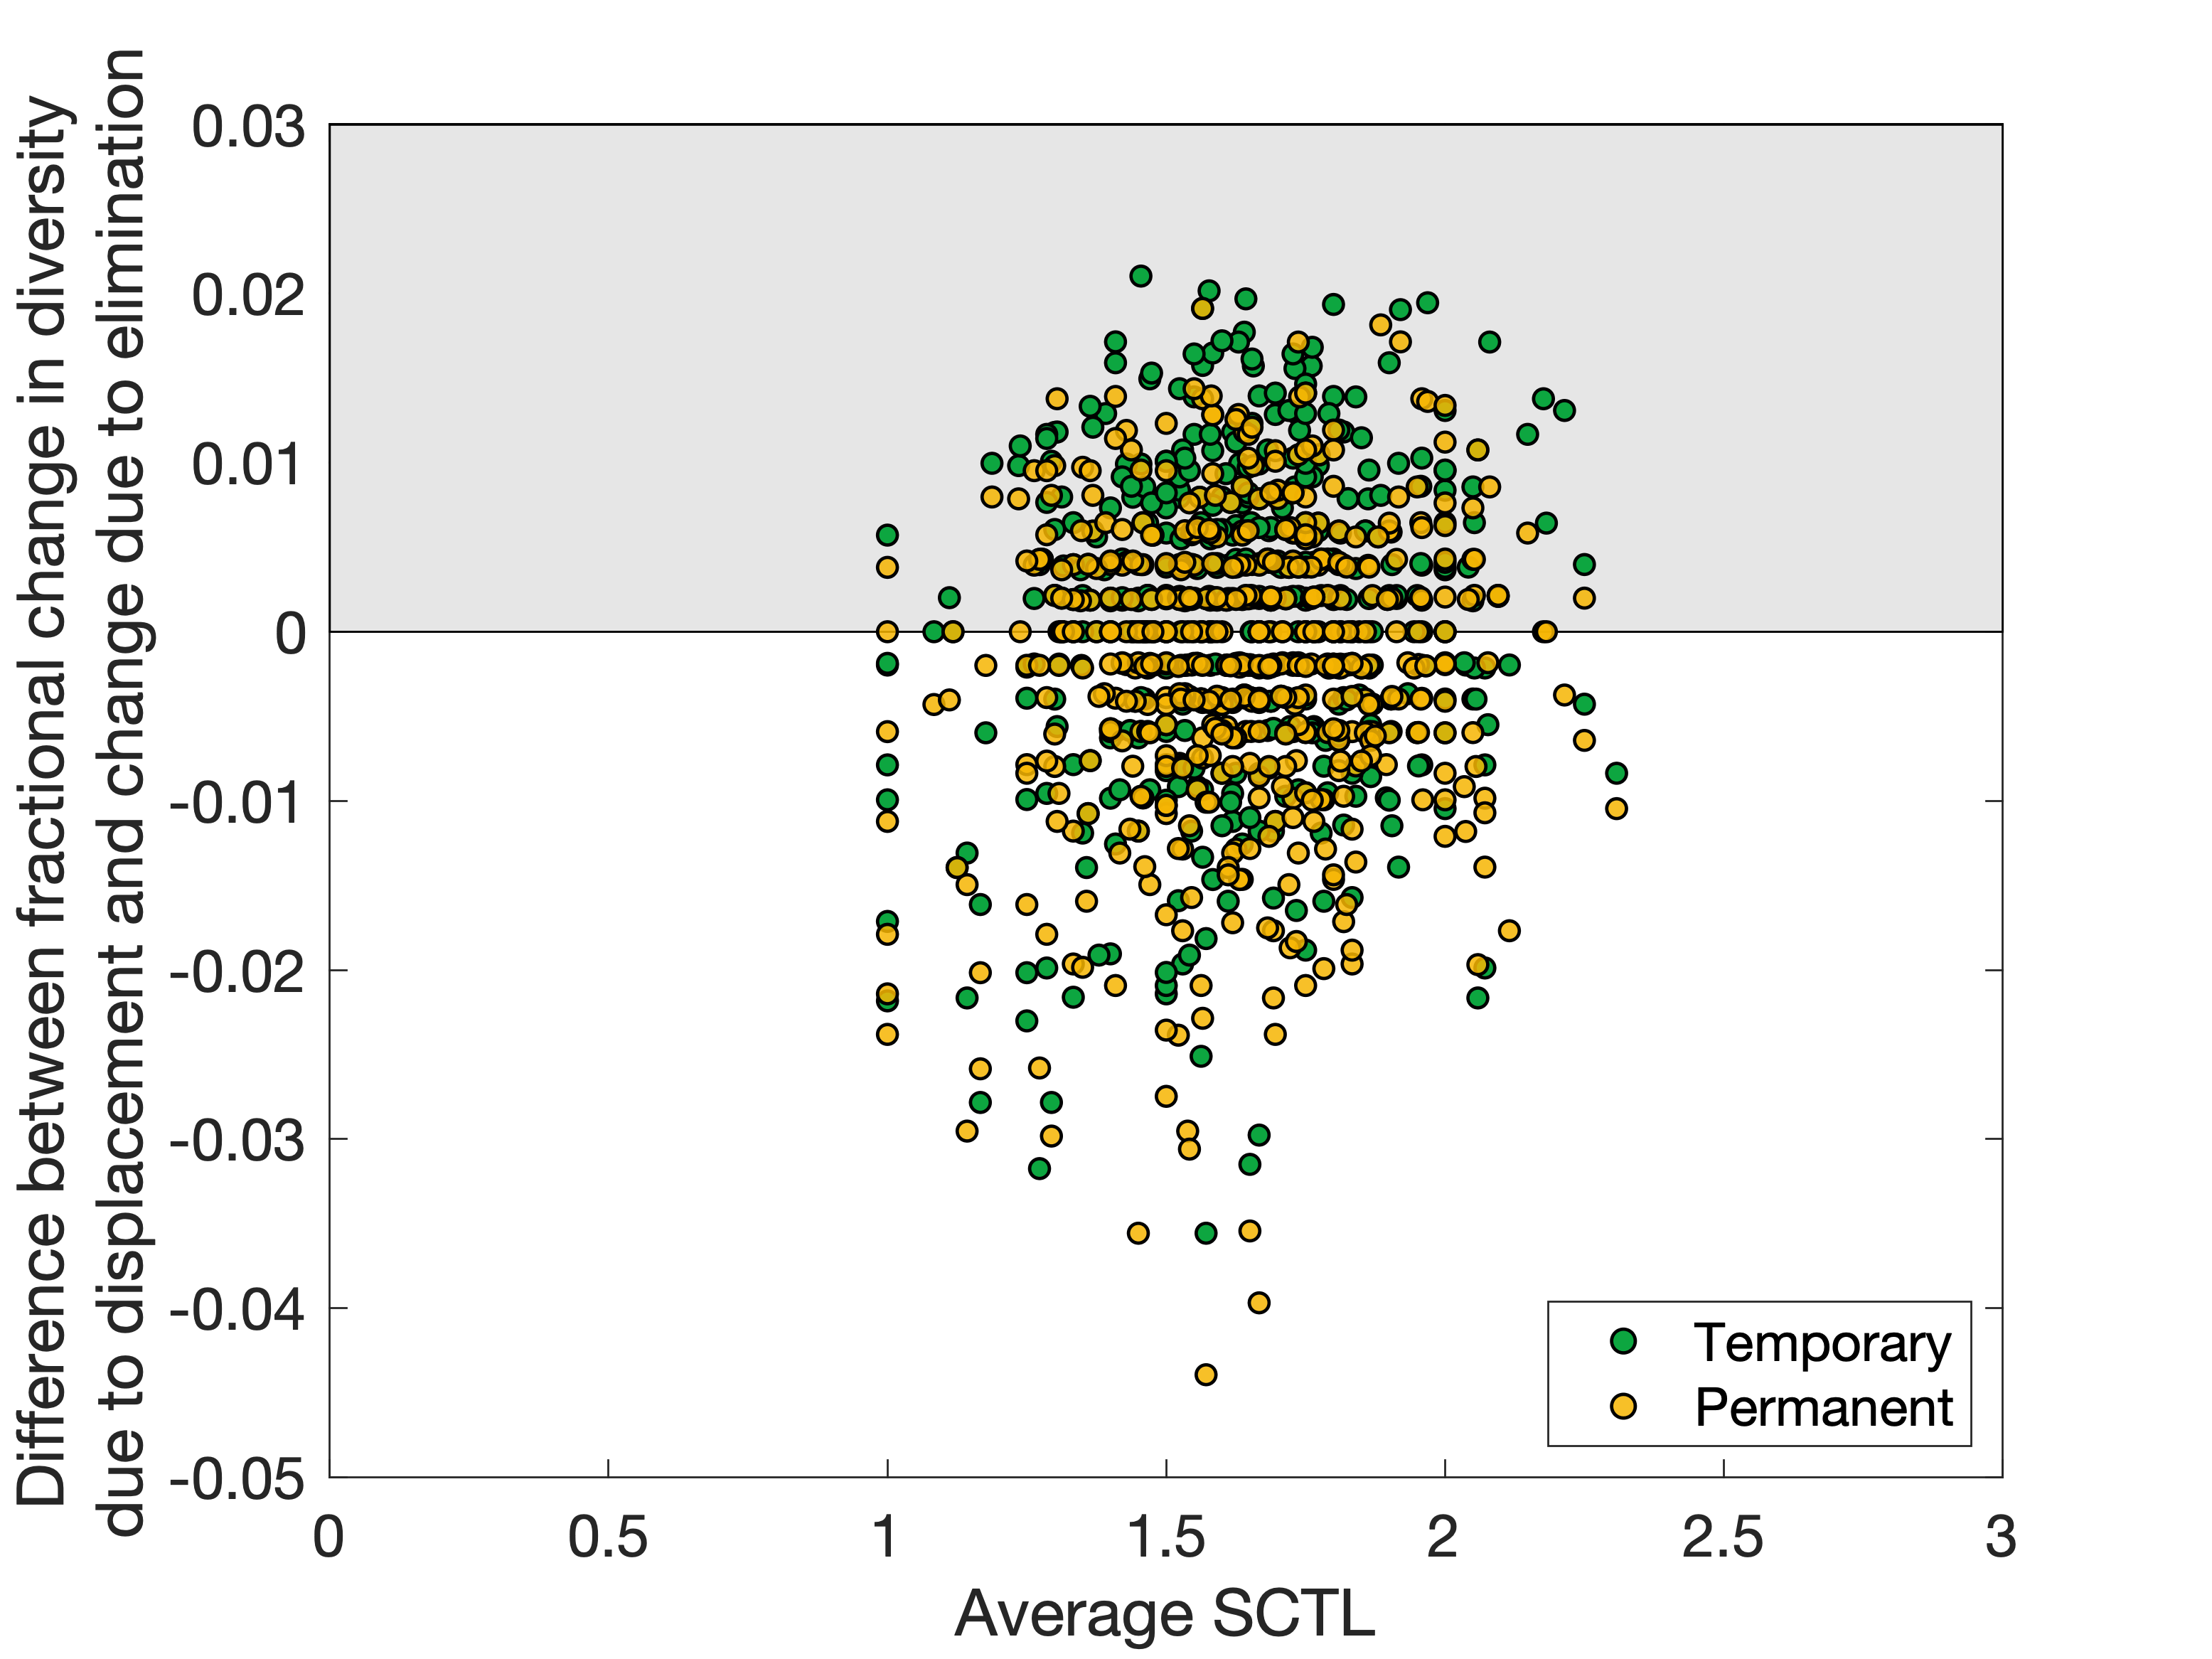 Difference between fractional change in diversity
due to displacement and change due to elimination
0.03
0.02
0.01
0
-0.01
-0.02
-0.03
-0.04
-0.05
Temporary
Permanent
0 0.5 1 1.5 2 2.5 3
Average SCTL